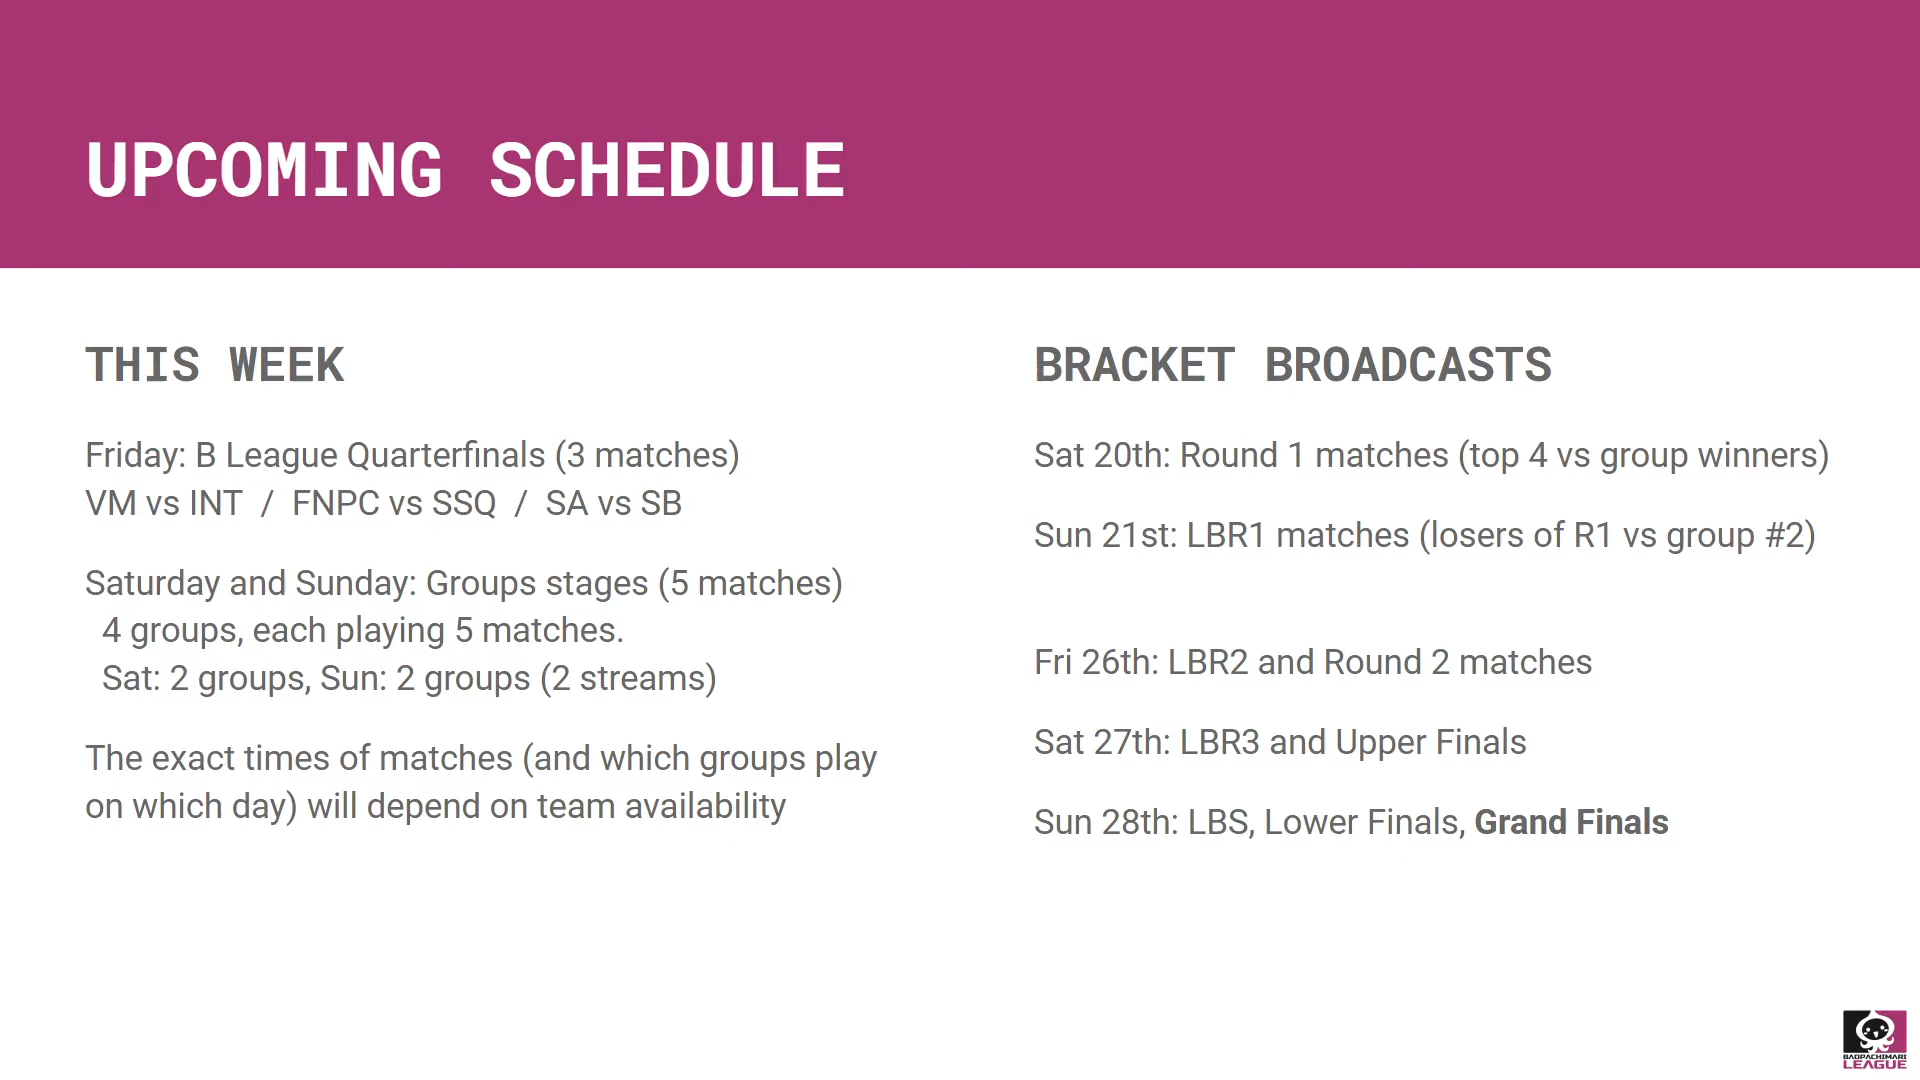 UPCOMING SCHEDULE
THIS WEEK
Friday: B League Quarterfinals (3 matches)
VM vs INT / FNPC vs SSQ / SA vs SB
Saturday and Sunday: Groups stages (5 matches)
4 groups, each playing 5 matches.
Sat: 2 groups, Sun: 2 groups (2 streams)
The exact times of matches (and which groups play
on which day) will depend on team availability
BRACKET BROADCASTS
Sat 20th: Round 1 matches (top 4 vs group winners)
Sun 21st: LBR1 matches (losers of R1 vs group #2)
Fri 26th: LBR2 and Round 2 matches
Sat 27th: LBR3 and Upper Finals
Sun 28th: LBS, Lower Finals, Grand Finals
BADPACHIMARI
LEAGUE